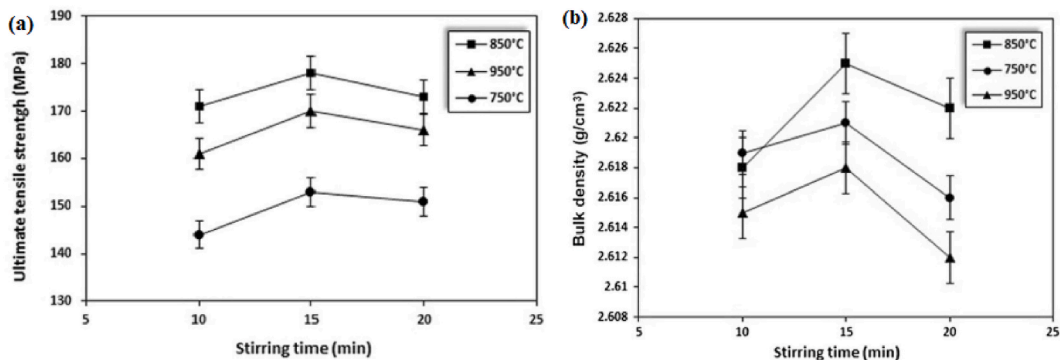 (a)
190
180
170
160
150
140
130
Ultimate tensile strentgh (MPa)
850°C
950°C
750°C
5
10
15
20
25
Stirring time (min)
(b)
2.628
2.626
2.624
2.622
2.62
2.618
2.616
2.614
2.612
2.61
2.608
Bulk density (g/cm³)
850°C
750°C
950°C
5
10
15
20
25
Stirring time (min)